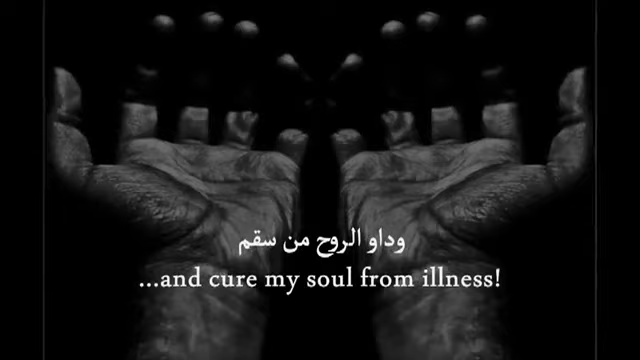 وداو الروح من سقم
...and cure my soul from illness!